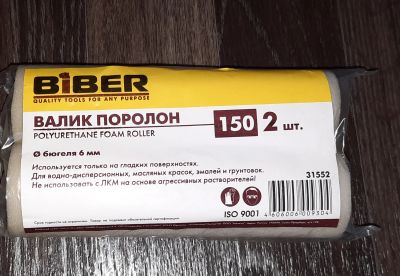 BiBER
QUALITY TOOLS FOR ANY PURPOSE
ВАЛИК ПОРОЛОН
POLYURETHANE FOAM ROLLER
150 2 шт.
Ø бюгеля 6 мм
Используется только на гладких поверхностях.
Для водно-дисперсионных, масляных красок, эмалей и грунтовок.
Не использовать с ЛКМ на основе агрессивных растворителей!
31552
ISO 9001
4 606006 009304